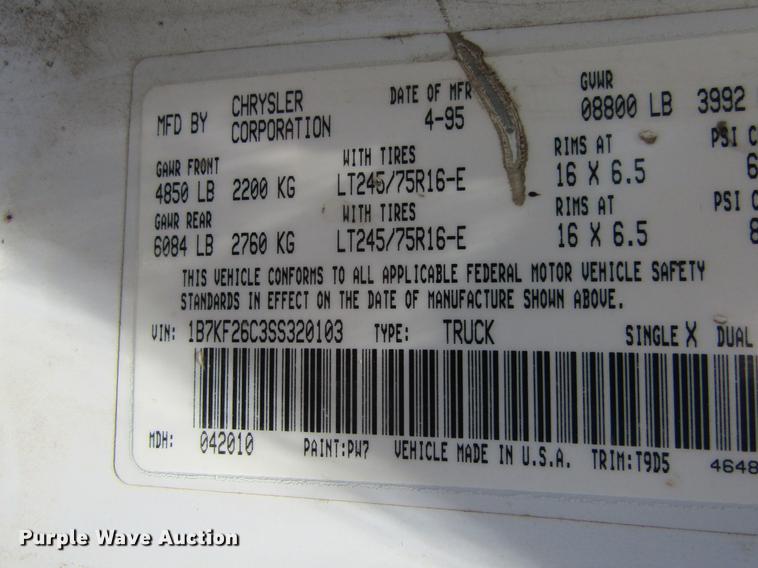 MFD BY CHRYSLER CORPORATION DATE OF MFR 4-95 GVWR 08800 LB 3992
GAWR FRONT WITH TIRES RIMS AT PSI C
4850 LB 2200 KG LT245/75R16-E 16 X 6.5 6
GAWR REAR WITH TIRES RIMS AT PSI C
6084 LB 2760 KG LT245/75R16-E 16 X 6.5 8
THIS VEHICLE CONFORMS TO ALL APPLICABLE FEDERAL MOTOR VEHICLE SAFETY
STANDARDS IN EFFECT ON THE DATE OF MANUFACTURE SHOWN ABOVE.
VIN: 1B7KF26C3SS320103 TYPE: TRUCK SINGLE X DUAL
MDH: 042010 PAINT:PW7 VEHICLE MADE IN U.S.A. TRIM:T9D5 4648
Purple Wave Auction